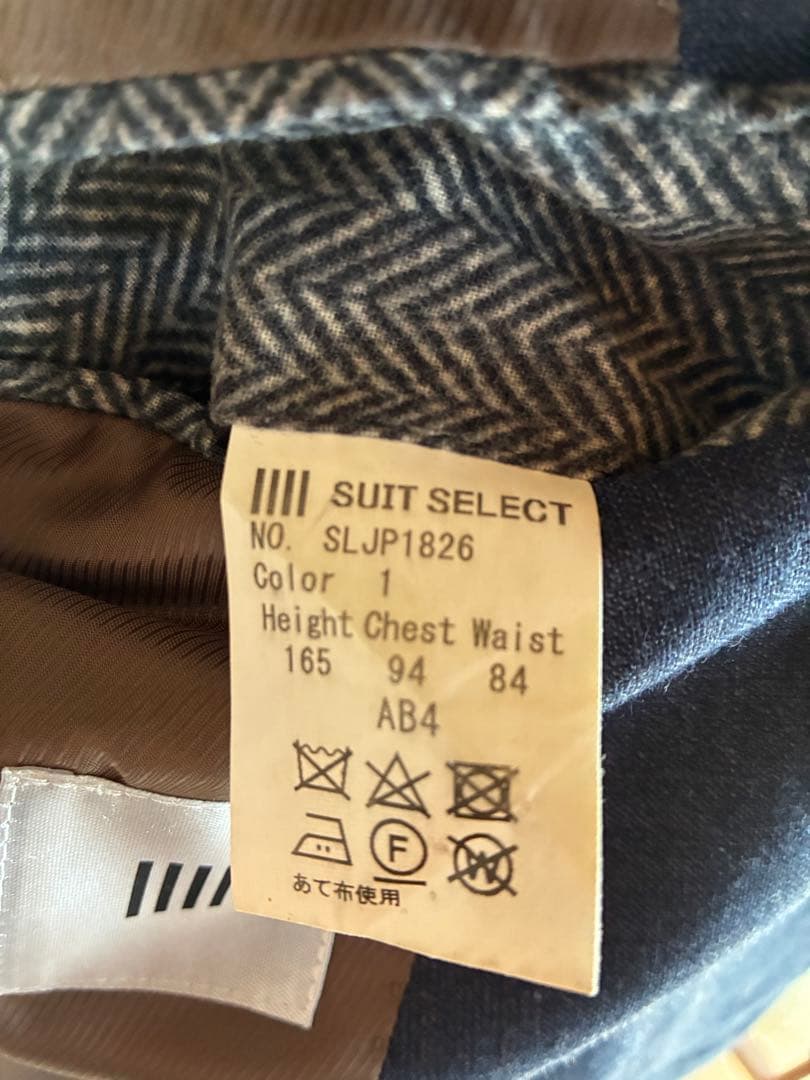 SUIT SELECT
NO. SLJP1826
Color 1
Height Chest Waist
165 94 84
AB4
F W
あて布使用